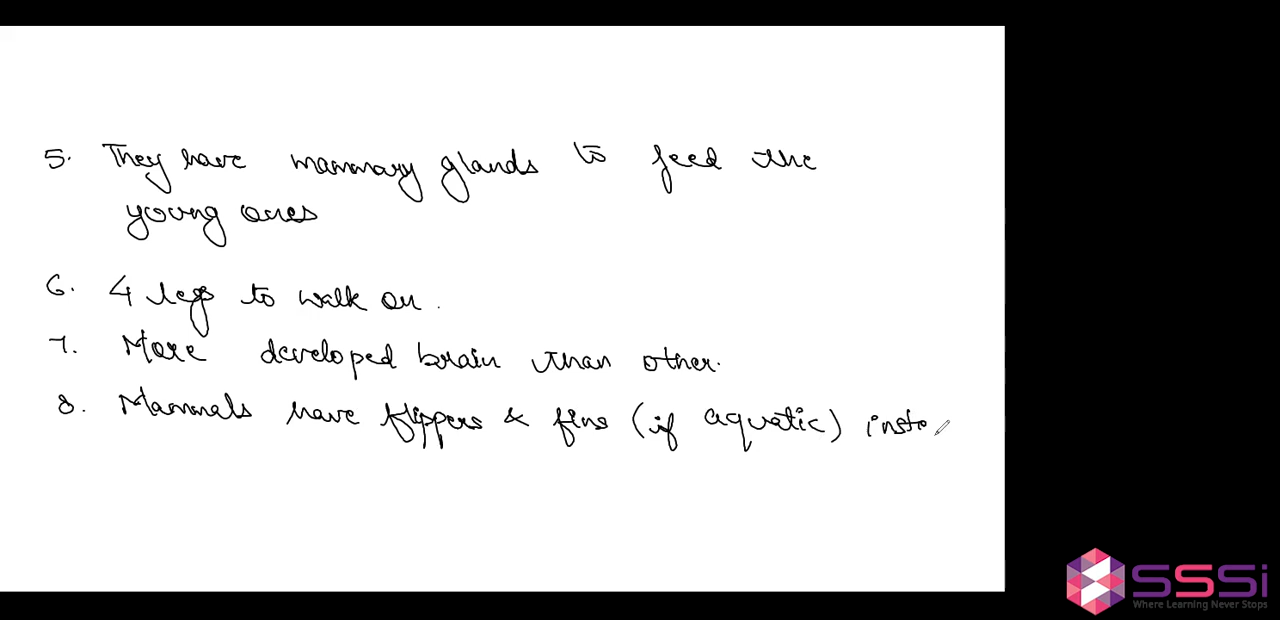 5. They have mammary glands to feed the
young ones
6. 4 legs to walk on.
7. More developed brain than other.
8. Mammals have flippers & fins (if aquatic) inste
SSSi
Where Learning Never Stops